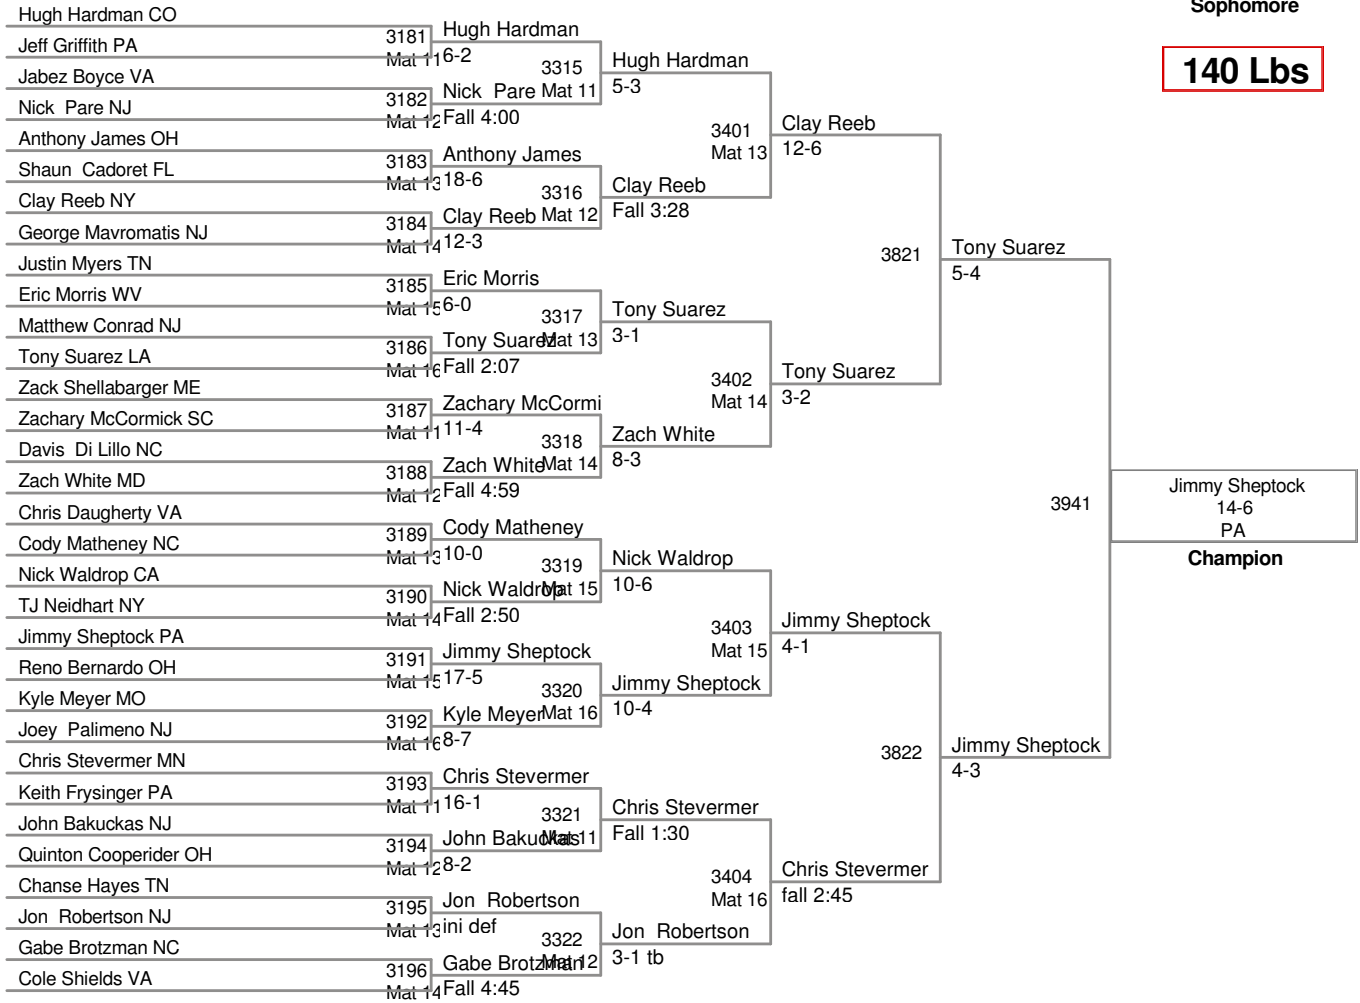 Sophomore
140 Lbs
Hugh Hardman CO
Jeff Griffith PA
Jabez Boyce VA
Nick Pare NJ
Anthony James OH
Shaun Cadoret FL
Clay Reeb NY
George Mavromatis NJ
Justin Myers TN
Eric Morris WV
Matthew Conrad NJ
Tony Suarez LA
Zack Shellabarger ME
Zachary McCormick SC
Davis Di Lillo NC
Zach White MD
Chris Daugherty VA
Cody Matheney NC
Nick Waldrop CA
TJ Neidhart NY
Jimmy Sheptock PA
Reno Bernardo OH
Kyle Meyer MO
Joey Palimeno NJ
Chris Stevermer MN
Keith Frysinger PA
John Bakuckas NJ
Quinton Cooperider OH
Chanse Hayes TN
Jon Robertson NJ
Gabe Brotzman NC
Cole Shields VA
3181
Mat 11
3182
Mat 12
3183
Mat 13
3184
Mat 14
3185
Mat 15
3186
Mat 16
3187
Mat 11
3188
Mat 12
3189
Mat 13
3190
Mat 14
3191
Mat 15
3192
Mat 16
3193
Mat 11
3194
Mat 12
3195
Mat 13
3196
Mat 14
Hugh Hardman
6-2
Nick Pare
Fall 4:00
Anthony James
18-6
Clay Reeb
12-3
Eric Morris
6-0
Tony Suarez
Fall 2:07
Zachary McCormi
11-4
Zach White
Fall 4:59
Cody Matheney
10-0
Nick Waldrop
Fall 2:50
Jimmy Sheptock
17-5
Kyle Meyer
8-7
Chris Stevermer
16-1
John Bakuckas
8-2
Jon Robertson
ini def
Gabe Brotzman
Fall 4:45
3315
Mat 11
3316
Mat 12
3317
Mat 13
3318
Mat 14
3319
Mat 15
3320
Mat 16
3321
Mat 11
3322
Mat 12
Hugh Hardman
5-3
Clay Reeb
Fall 3:28
Tony Suarez
3-1
Zach White
8-3
Nick Waldrop
10-6
Jimmy Sheptock
10-4
Chris Stevermer
Fall 1:30
Jon Robertson
3-1 tb
3401
Mat 13
3402
Mat 14
3403
Mat 15
3404
Mat 16
Clay Reeb
12-6
Tony Suarez
3-2
Jimmy Sheptock
4-1
Chris Stevermer
fall 2:45
3821
3822
Tony Suarez
5-4
Jimmy Sheptock
4-3
3941
Jimmy Sheptock
14-6
PA
Champion